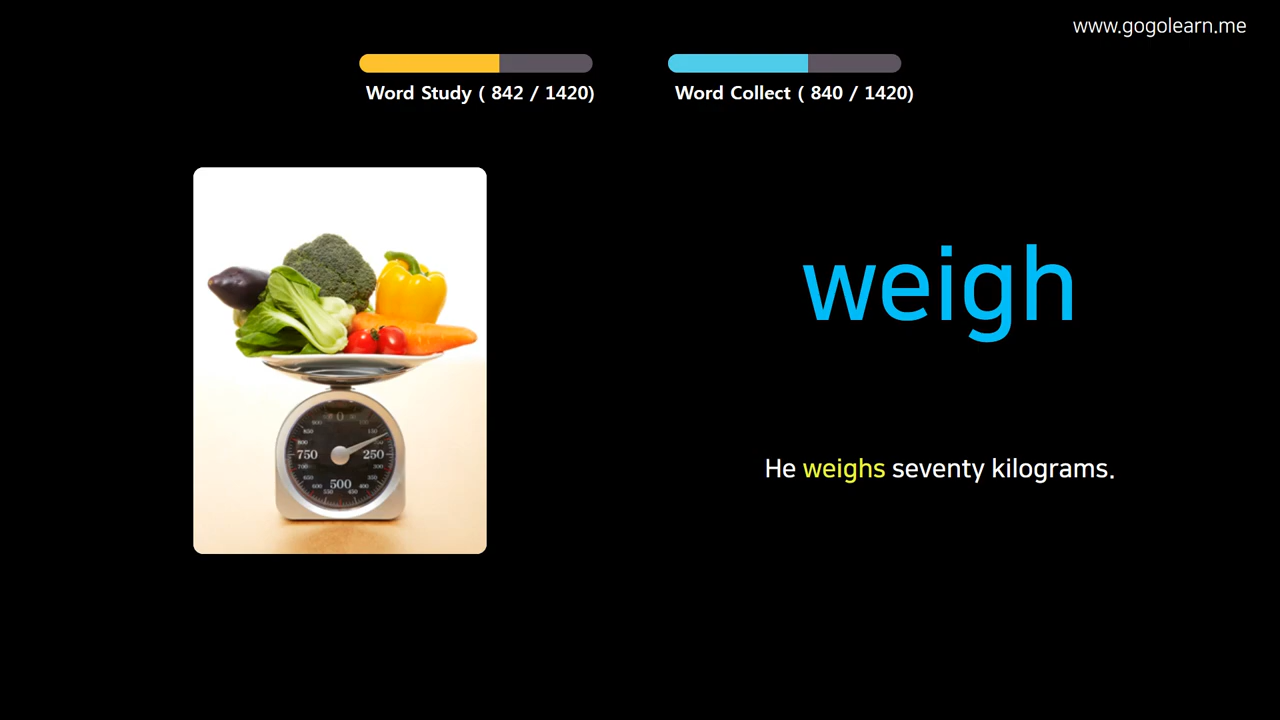 www.gogolearn.me
Word Study ( 842 / 1420)
Word Collect ( 840 / 1420)
weigh
He weighs seventy kilograms.
0
750
250
500